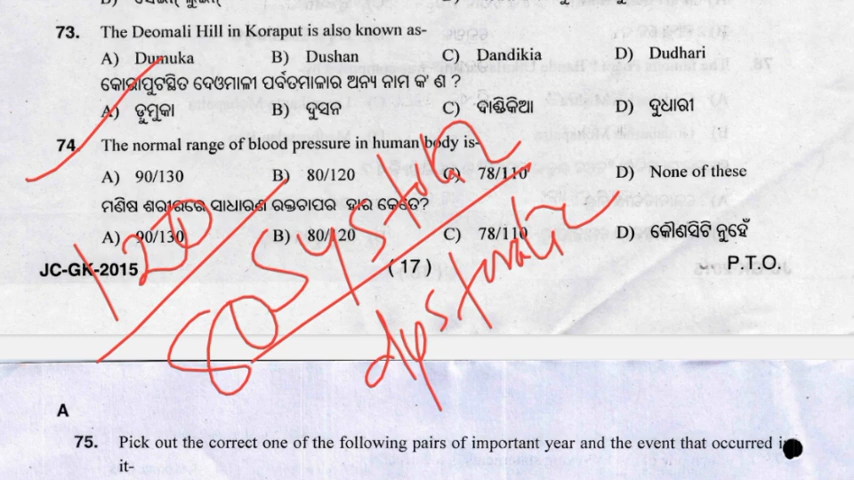 73. The Deomali Hill in Koraput is also known as-
A) Dumuka B) Dushan C) Dandikia D) Dudhari
କୋରାପୁଟସ୍ଥିତ ଦେଓମାଳୀ ପର୍ବତମାଳାର ଅନ୍ୟ ନାମ କ'ଣ ?
A) ଡୁମୁକା B) ଦୁସନ C) ଦାଣ୍ଡିକିଆ D) ଦୁଧାରୀ
74. The normal range of blood pressure in human body is-
A) 90/130 B) 80/120 C) 78/110 D) None of these
ମଣିଷ ଶରୀରରେ ସାଧାରଣ ରକ୍ତଚାପର ହାର କେତେ?
A) 90/130 B) 80/120 C) 78/110 D) କୌଣସିଟି ନୁହେଁ
120
80
JC-GK-2015 ( 17 ) P.T.O.
A
75. Pick out the correct one of the following pairs of important year and the event that occurred in
it-